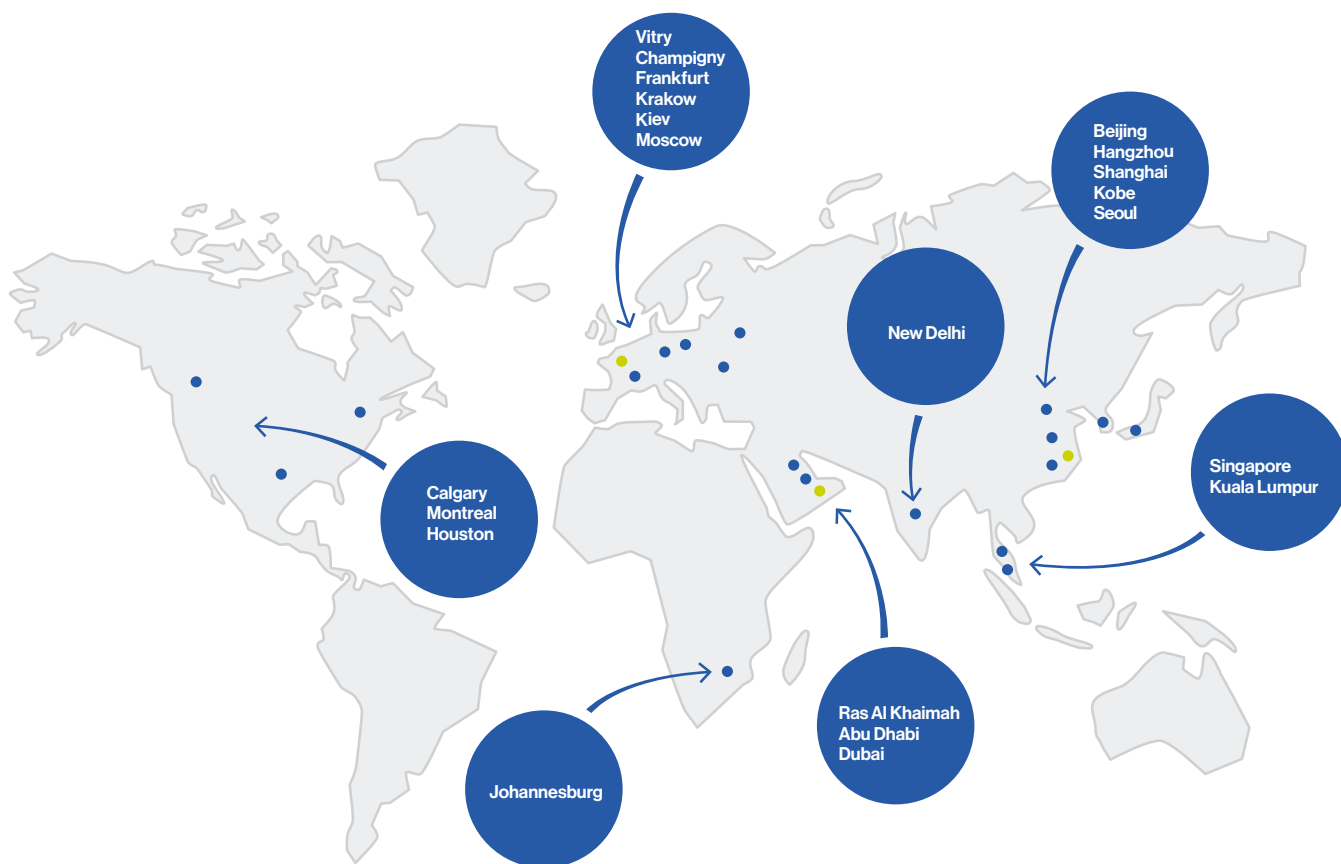 Vitry
Champigny
Frankfurt
Krakow
Kiev
Moscow
Beijing
Hangzhou
Shanghai
Kobe
Seoul
New Delhi
Singapore
Kuala Lumpur
Calgary
Montreal
Houston
Ras Al Khaimah
Abu Dhabi
Dubai
Johannesburg